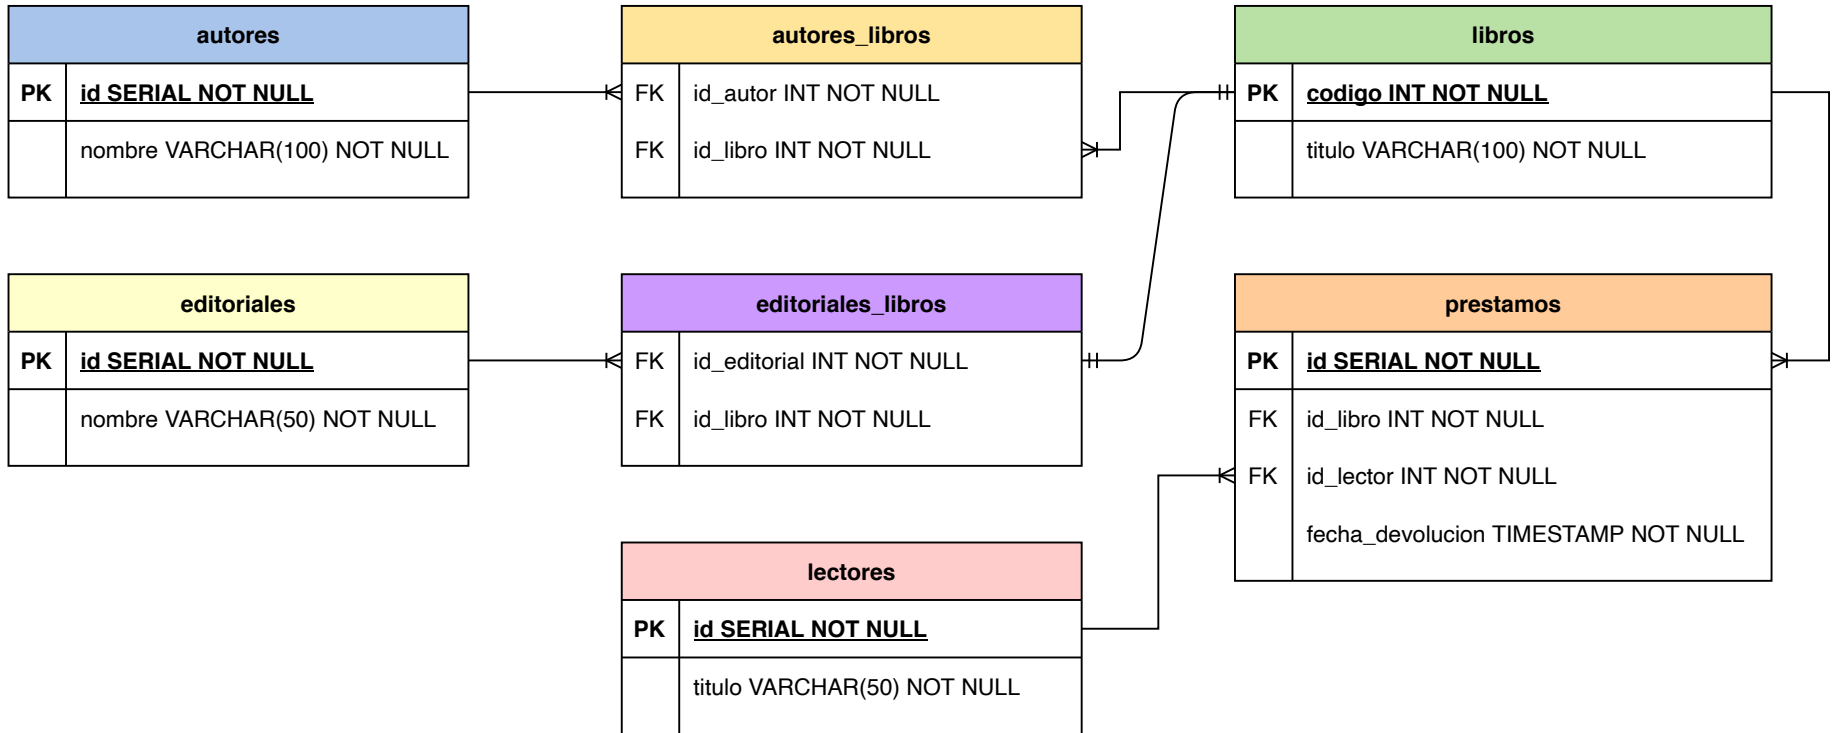 autores
PK id SERIAL NOT NULL
nombre VARCHAR(100) NOT NULL
autores_libros
FK id_autor INT NOT NULL
FK id_libro INT NOT NULL
libros
PK codigo INT NOT NULL
titulo VARCHAR(100) NOT NULL
editoriales
PK id SERIAL NOT NULL
nombre VARCHAR(50) NOT NULL
editoriales_libros
FK id_editorial INT NOT NULL
FK id_libro INT NOT NULL
prestamos
PK id SERIAL NOT NULL
FK id_libro INT NOT NULL
FK id_lector INT NOT NULL
fecha_devolucion TIMESTAMP NOT NULL
lectores
PK id SERIAL NOT NULL
titulo VARCHAR(50) NOT NULL